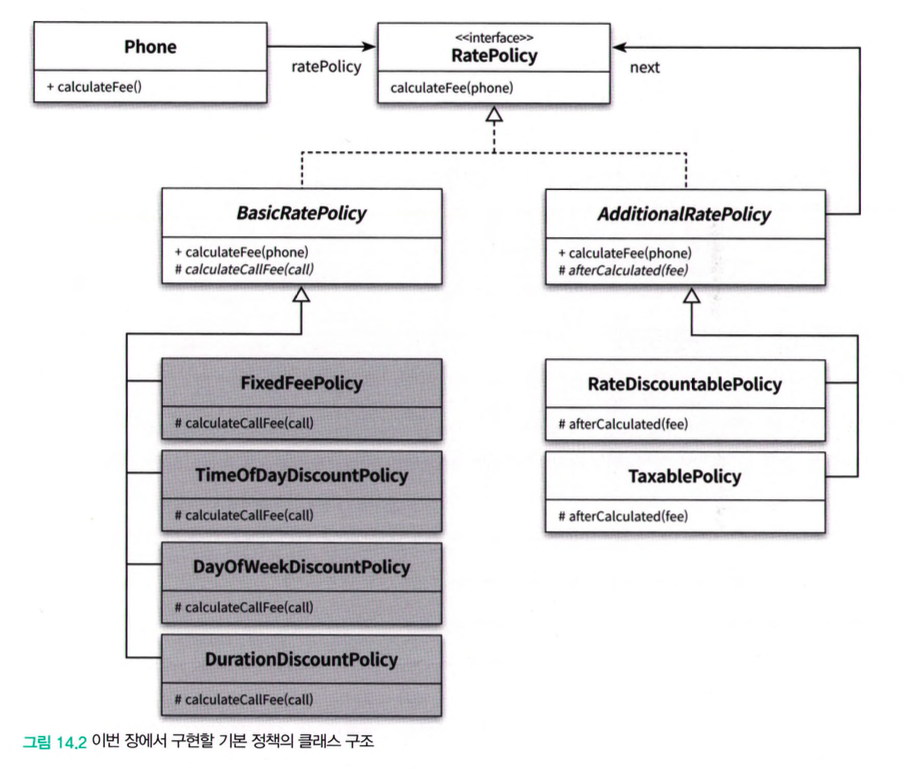 Phone
+ calculateFee()
ratePolicy
<<interface>>
RatePolicy
calculateFee(phone)
next
BasicRatePolicy
+ calculateFee(phone)
# calculateCallFee(call)
AdditionalRatePolicy
+ calculateFee(phone)
# afterCalculated(fee)
FixedFeePolicy
# calculateCallFee(call)
TimeOfDayDiscountPolicy
# calculateCallFee(call)
DayOfWeekDiscountPolicy
# calculateCallFee(call)
DurationDiscountPolicy
# calculateCallFee(call)
RateDiscountablePolicy
# afterCalculated(fee)
TaxablePolicy
# afterCalculated(fee)
그림 14.2 이번 장에서 구현할 기본 정책의 클래스 구조